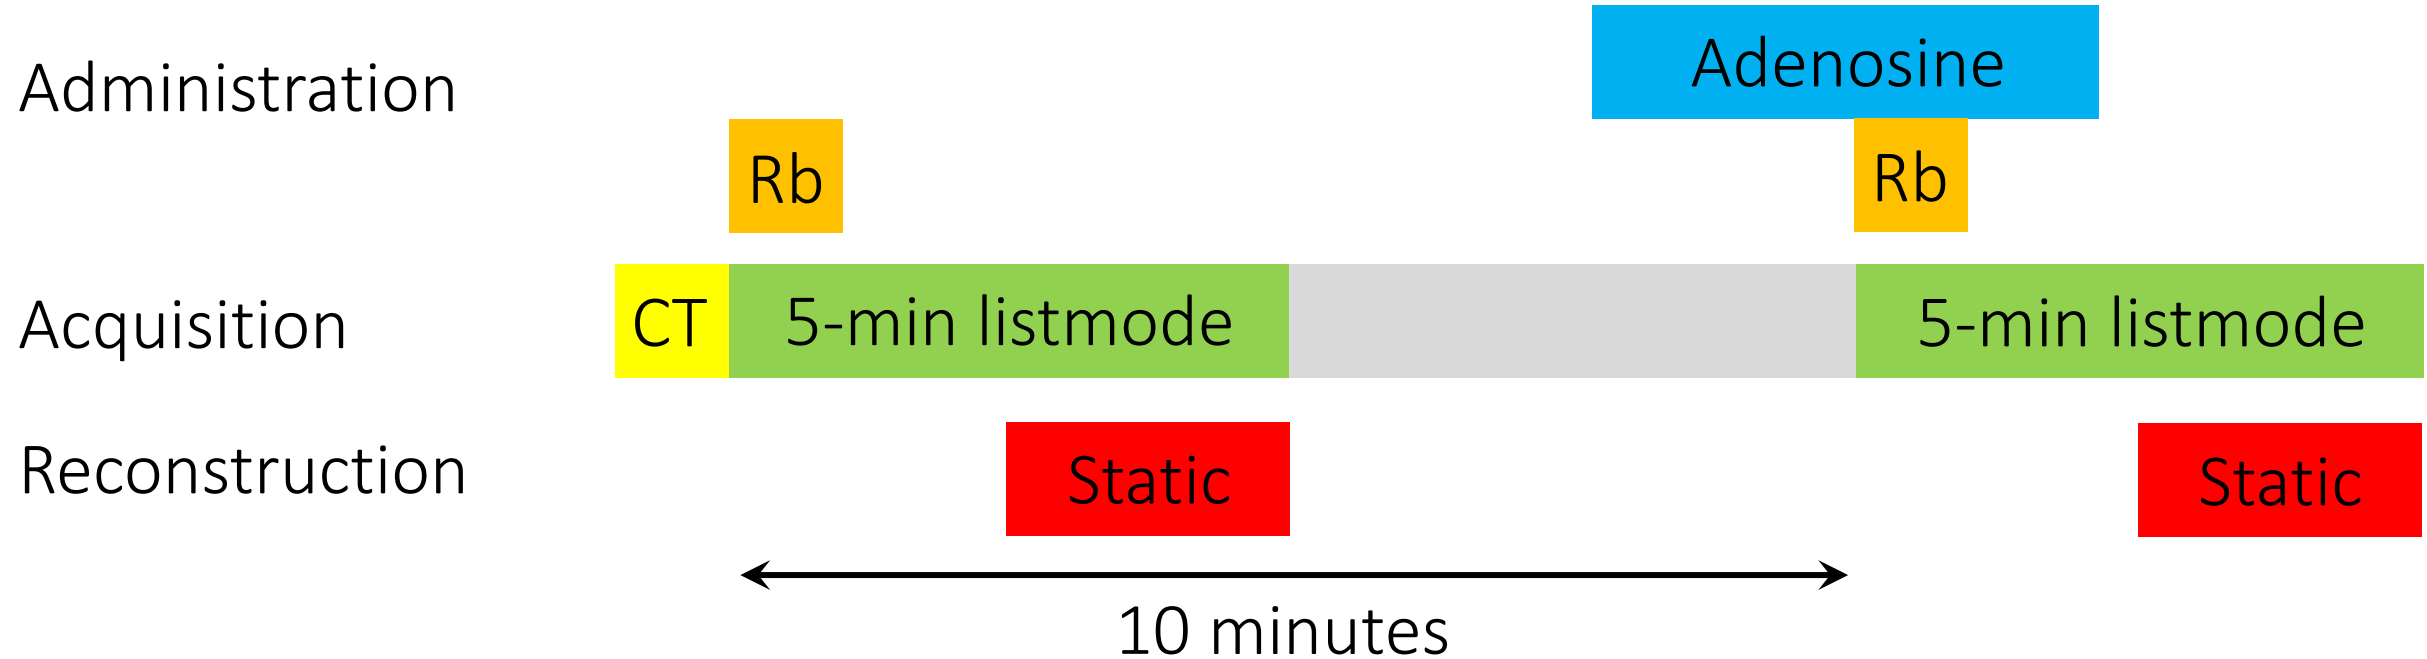 Administration
Adenosine
Rb
Rb
Acquisition
CT
5-min listmode
5-min listmode
Reconstruction
Static
Static
10 minutes